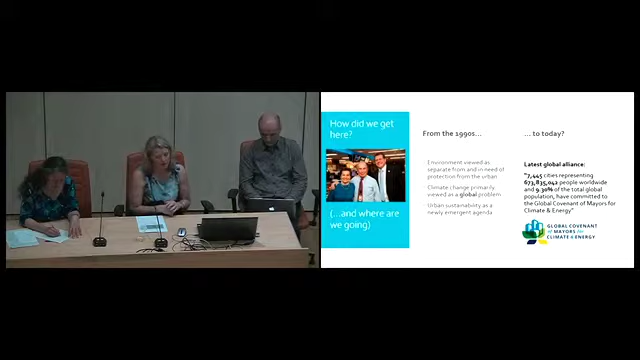 How did we get
here?
(...and where are
we going)
From the 1990s...
Environment viewed as
separate from and in need of
protection from the urban
Climate change primarily
viewed as a global problem
Urban sustainability as a
newly emergent agenda
... to today?
Latest global alliance:
"7,445 cities representing
673,835,042 people worldwide
and 9.30% of the total global
population, have committed to
the Global Covenant of Mayors for
Climate & Energy"
GLOBAL COVENANT
of MAYORS for
CLIMATE & ENERGY